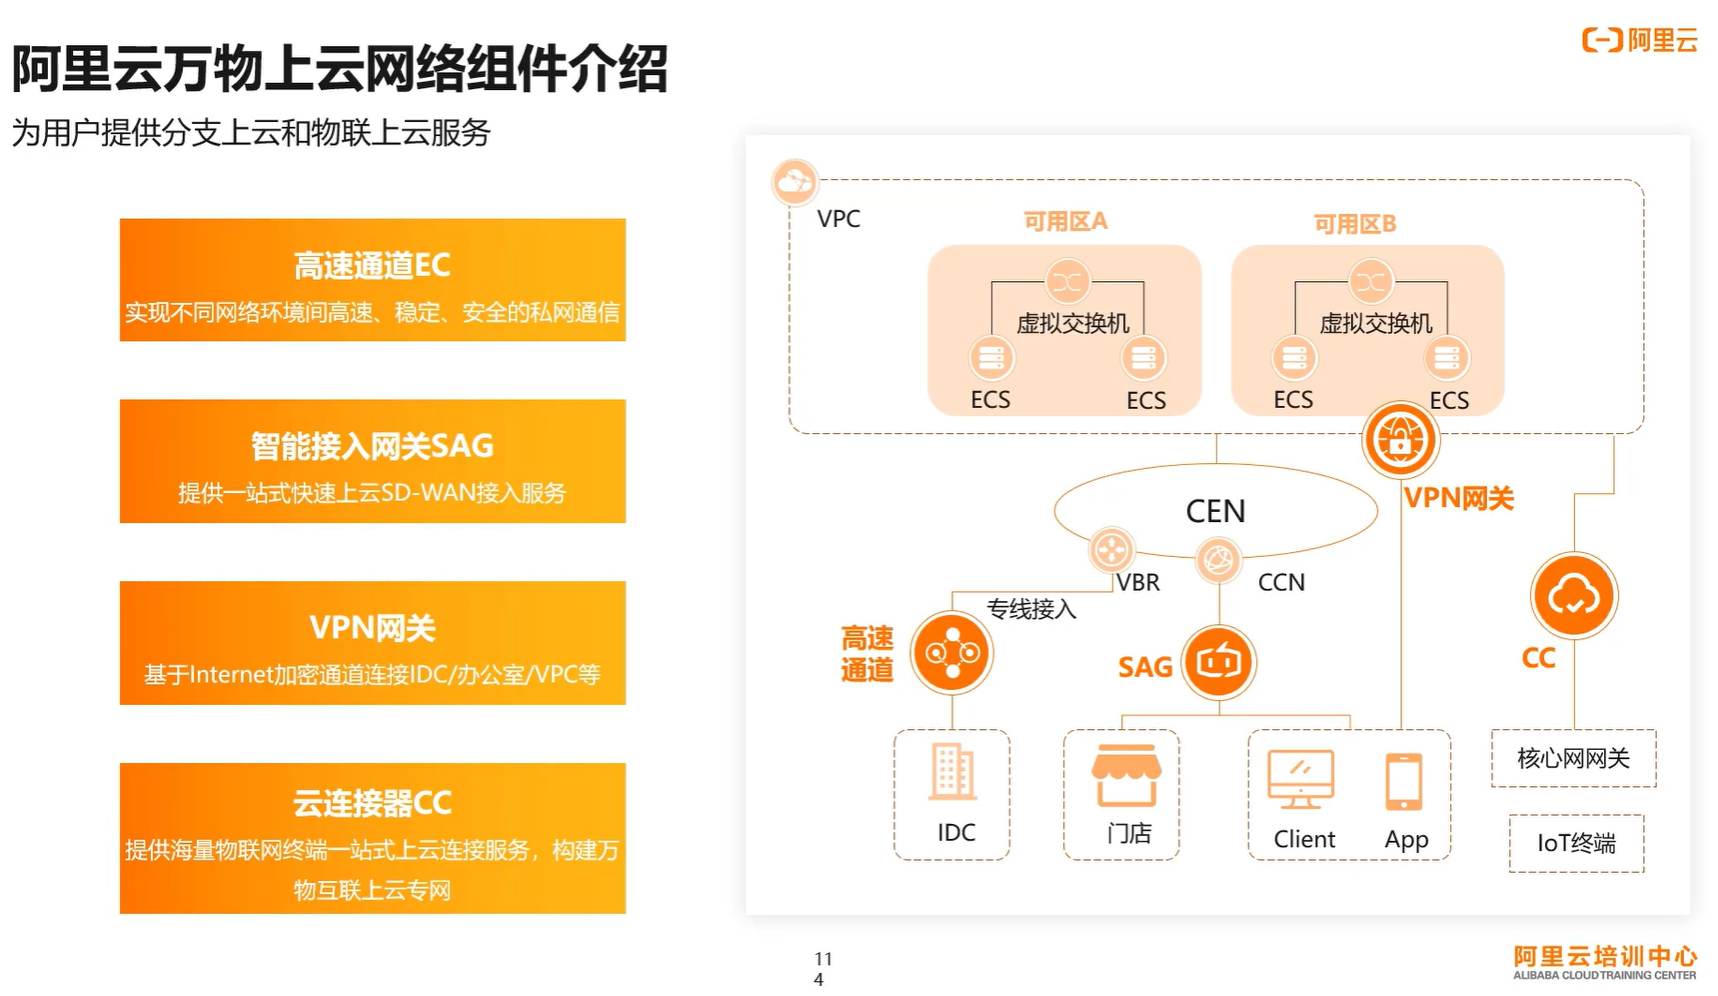 阿里云
阿里云万物上云网络组件介绍
为用户提供分支上云和物联上云服务
高速通道EC
实现不同网络环境间高速、稳定、安全的私网通信
智能接入网关SAG
提供一站式快速上云SD-WAN接入服务
VPN网关
基于Internet加密通道连接IDC/办公室/VPC等
云连接器CC
提供海量物联网终端一站式上云连接服务，构建万
物互联上云专网
VPC
可用区A
可用区B
虚拟交换机
虚拟交换机
ECS
ECS
ECS
ECS
VPN网关
CEN
VBR
CCN
专线接入
高速
通道
SAG
CC
IDC
门店
Client
App
核心网网关
IoT终端
11
4
阿里云培训中心
ALIBABA CLOUD TRAINING CENTER